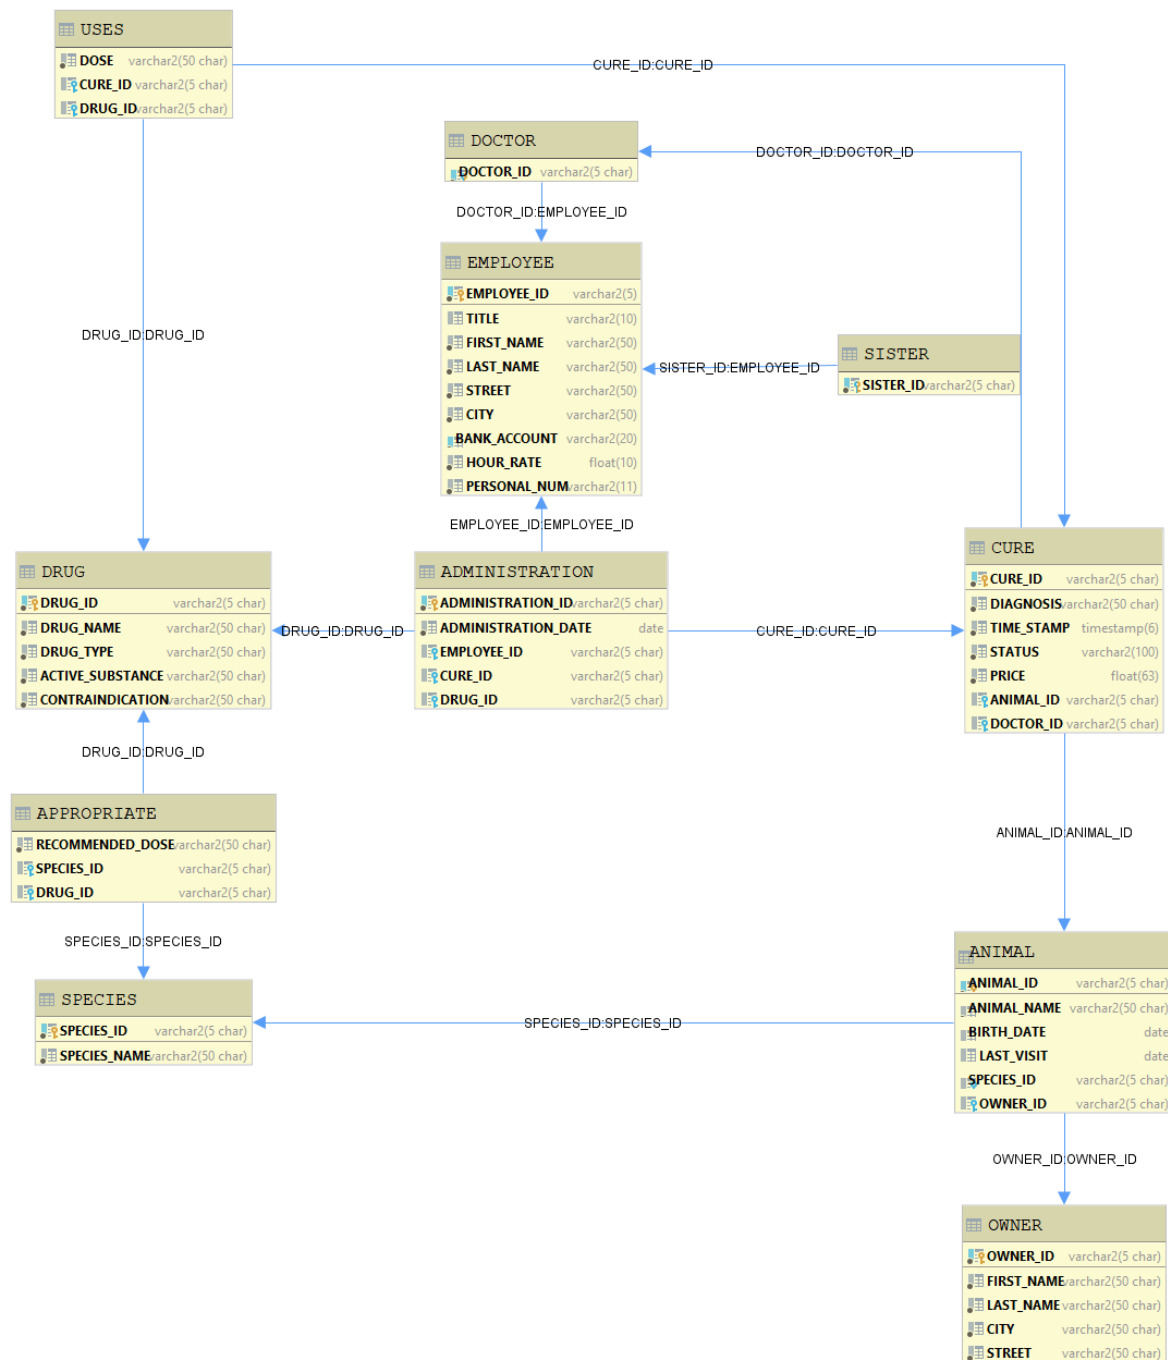 USES
DOSE varchar2(50 char)
CURE_ID varchar2(5 char)
DRUG_ID varchar2(5 char)
CURE_ID:CURE_ID
DOCTOR
DOCTOR_ID varchar2(5 char)
DOCTOR_ID:DOCTOR_ID
DOCTOR_ID:EMPLOYEE_ID
EMPLOYEE
EMPLOYEE_ID varchar2(5)
TITLE varchar2(10)
FIRST_NAME varchar2(50)
LAST_NAME varchar2(50)
STREET varchar2(50)
CITY varchar2(50)
BANK_ACCOUNT varchar2(20)
HOUR_RATE float(10)
PERSONAL_NUM varchar2(11)
DRUG_ID:DRUG_ID
SISTER
SISTER_ID varchar2(5 char)
SISTER_ID:EMPLOYEE_ID
EMPLOYEE_ID:EMPLOYEE_ID
DRUG
DRUG_ID varchar2(5 char)
DRUG_NAME varchar2(50 char)
DRUG_TYPE varchar2(50 char)
ACTIVE_SUBSTANCE varchar2(50 char)
CONTRAINDICATION varchar2(50 char)
DRUG_ID:DRUG_ID
ADMINISTRATION
ADMINISTRATION_ID varchar2(5 char)
ADMINISTRATION_DATE date
EMPLOYEE_ID varchar2(5 char)
CURE_ID varchar2(5 char)
DRUG_ID varchar2(5 char)
CURE_ID:CURE_ID
CURE
CURE_ID varchar2(5 char)
DIAGNOSIS varchar2(50 char)
TIME_STAMP timestamp(6)
STATUS varchar2(100)
PRICE float(63)
ANIMAL_ID varchar2(5 char)
DOCTOR_ID varchar2(5 char)
DRUG_ID:DRUG_ID
APPROPRIATE
RECOMMENDED_DOSE varchar2(50 char)
SPECIES_ID varchar2(5 char)
DRUG_ID varchar2(5 char)
ANIMAL_ID:ANIMAL_ID
SPECIES_ID:SPECIES_ID
SPECIES
SPECIES_ID varchar2(5 char)
SPECIES_NAME varchar2(50 char)
SPECIES_ID:SPECIES_ID
ANIMAL
ANIMAL_ID varchar2(5 char)
ANIMAL_NAME varchar2(50 char)
BIRTH_DATE date
LAST_VISIT date
SPECIES_ID varchar2(5 char)
OWNER_ID varchar2(5 char)
OWNER_ID:OWNER_ID
OWNER
OWNER_ID varchar2(5 char)
FIRST_NAME varchar2(50 char)
LAST_NAME varchar2(50 char)
CITY varchar2(50 char)
STREET varchar2(50 char)